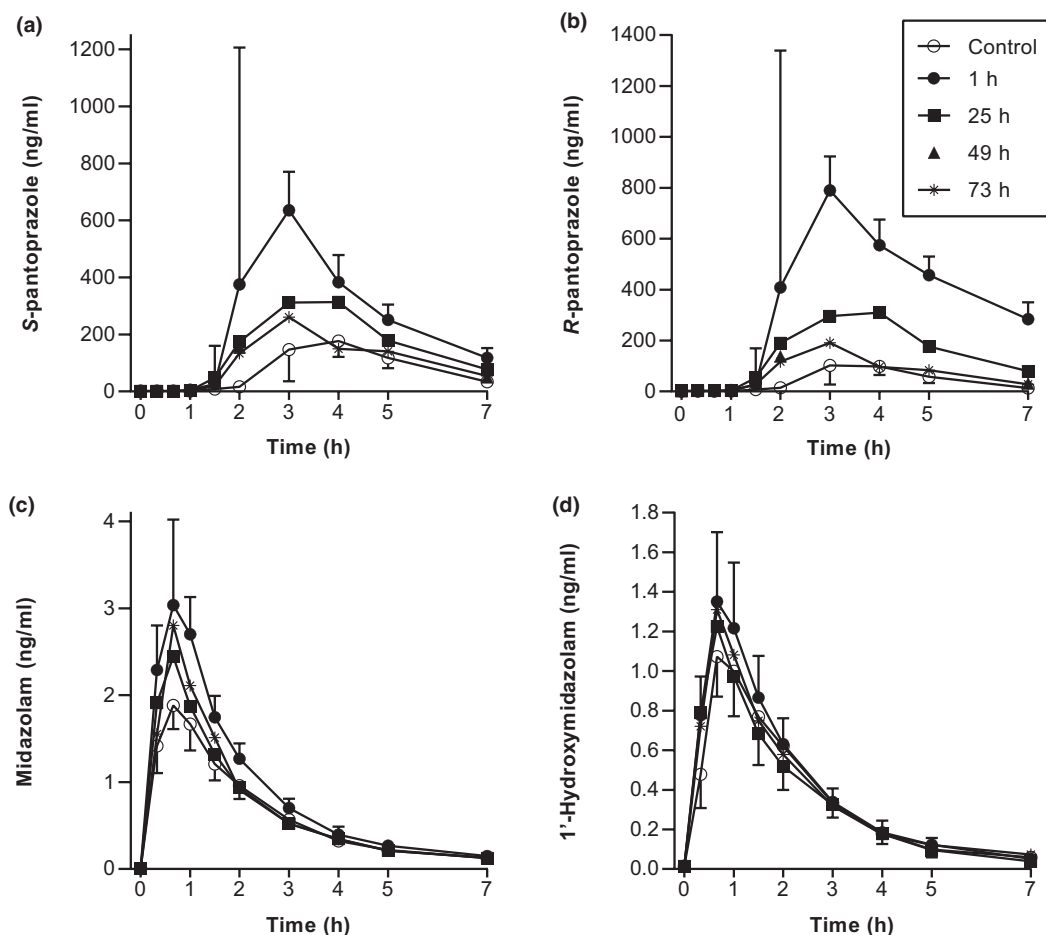 (a)
S-pantoprazole (ng/ml)
1200
1000
800
600
400
200
0
0 1 2 3 4 5 7
Time (h)
(b)
R-pantoprazole (ng/ml)
1400
1200
1000
800
600
400
200
0
0 1 2 3 4 5 7
Time (h)
Control
1 h
25 h
49 h
73 h
(c)
Midazolam (ng/ml)
4
3
2
1
0
0 1 2 3 4 5 7
Time (h)
(d)
1'-Hydroxymidazolam (ng/ml)
1.8
1.6
1.4
1.2
1.0
0.8
0.6
0.4
0.2
0.0
0 1 2 3 4 5 7
Time (h)